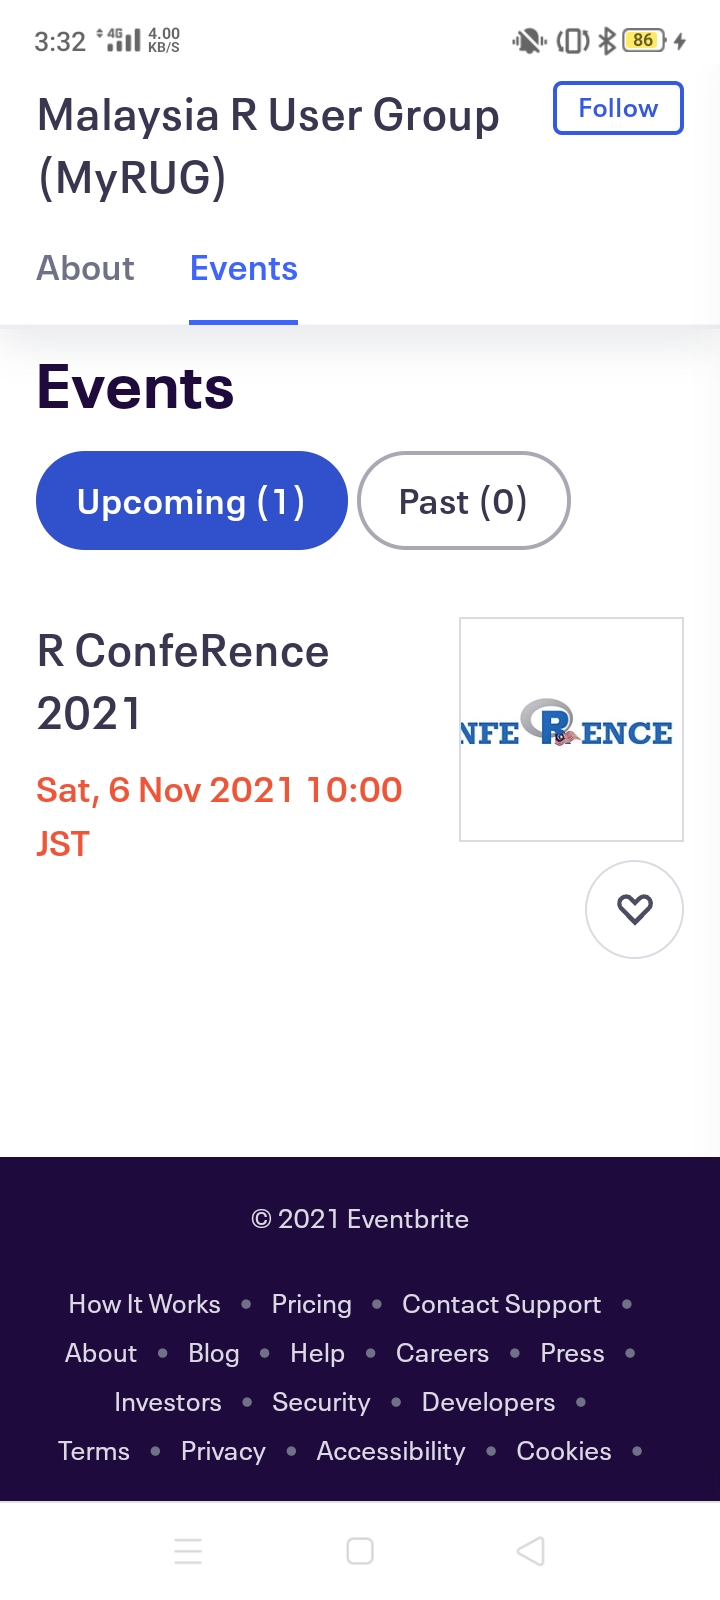 3:32 4G 4.00 KB/S 86
Malaysia R User Group
(MyRUG)
Follow
About Events
Events
Upcoming (1) Past (0)
R ConfeRence
2021
NFE R ENCE
Sat, 6 Nov 2021 10:00
JST
© 2021 Eventbrite
How It Works • Pricing • Contact Support •
About • Blog • Help • Careers • Press •
Investors • Security • Developers •
Terms • Privacy • Accessibility • Cookies •